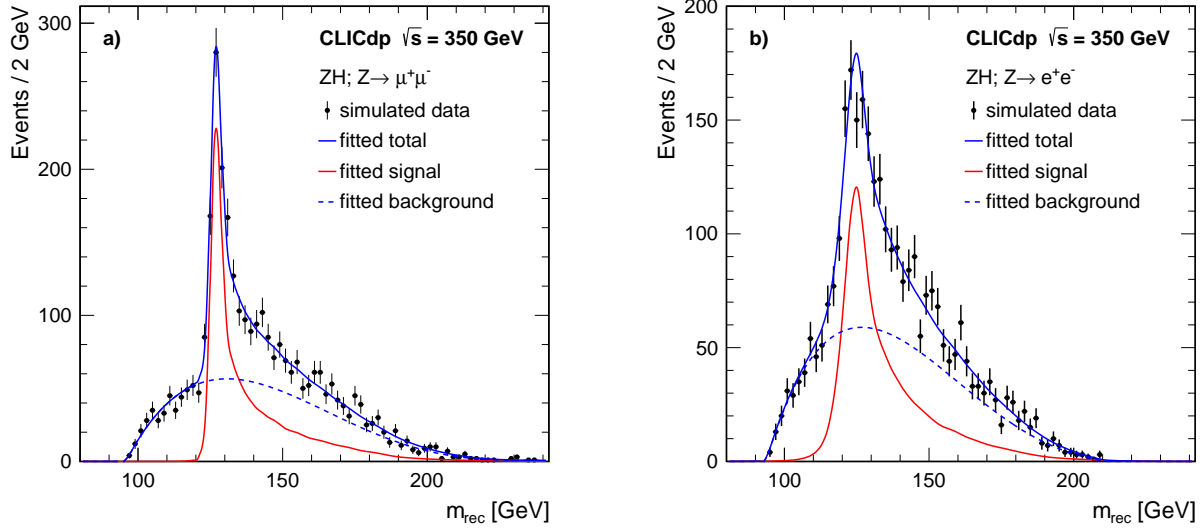 a)
CLICdp √s = 350 GeV
ZH; Z→ μ⁺μ⁻
simulated data
fitted total
fitted signal
fitted background
Events / 2 GeV
300
200
100
0
100 150 200
m_rec [GeV]
b)
CLICdp √s = 350 GeV
ZH; Z→ e⁺e⁻
simulated data
fitted total
fitted signal
fitted background
Events / 2 GeV
200
150
100
50
0
100 150 200
m_rec [GeV]